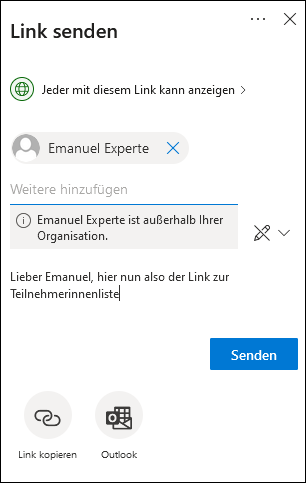 Link senden
Jeder mit diesem Link kann anzeigen
Emanuel Experte
Weitere hinzufügen
Emanuel Experte ist außerhalb Ihrer
Organisation.
Lieber Emanuel, hier nun also der Link zur
Teilnehmerinnenliste
Senden
Link kopieren
Outlook